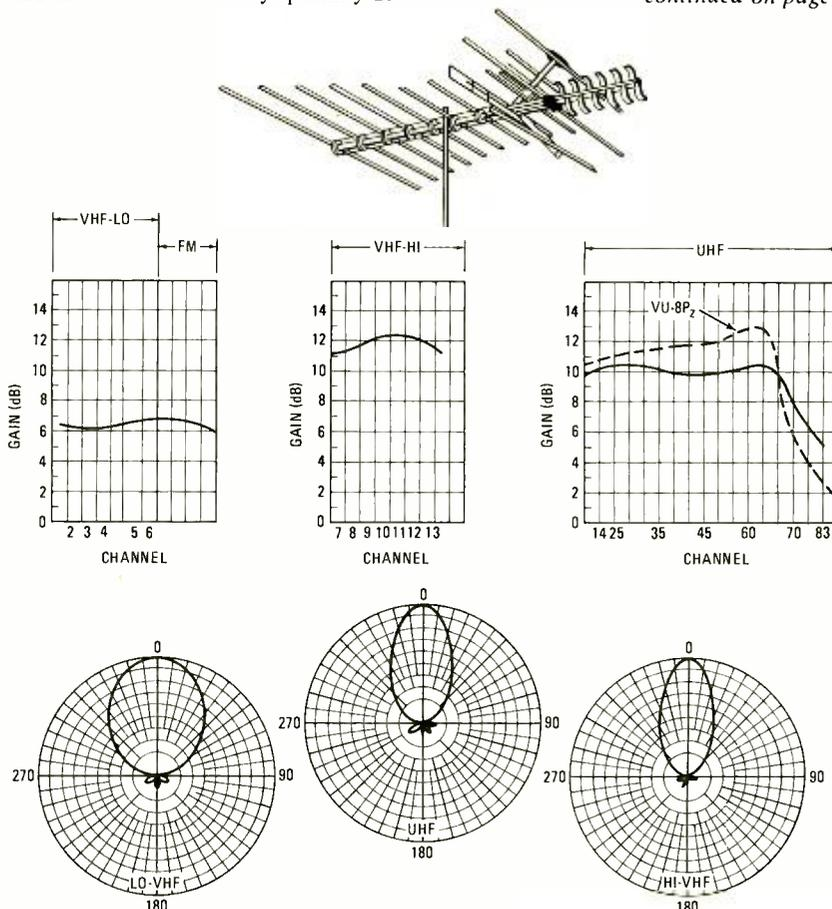 continued on page
VHF-LO
FM
VHF-HI
UHF
GAIN (dB)
14
12
10
8
6
4
2
0
2 3 4 5 6
CHANNEL
GAIN (dB)
14
12
10
8
6
4
2
0
7 8 9 10 11 12 13
CHANNEL
VU-8Pz
GAIN (dB)
14
12
10
8
6
4
2
0
14 25 35 45 60 70 83
CHANNEL
0
270
90
LO-VHF
180
0
270
90
UHF
180
0
270
90
HI-VHF
180